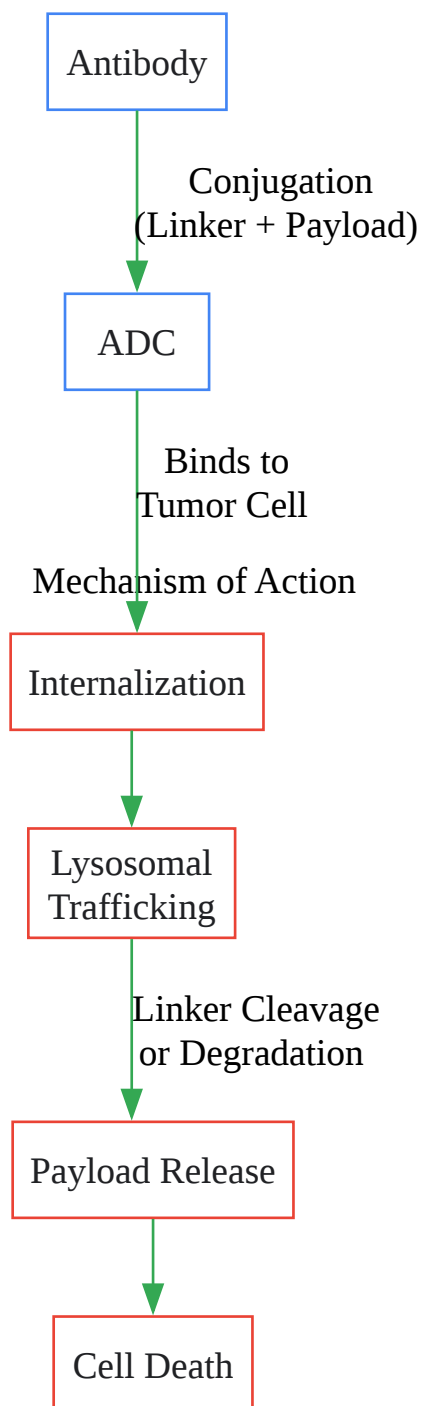 Antibody
Conjugation
(Linker + Payload)
ADC
Binds to
Tumor Cell
Mechanism of Action
Internalization
Lysosomal
Trafficking
Linker Cleavage
or Degradation
Payload Release
Cell Death